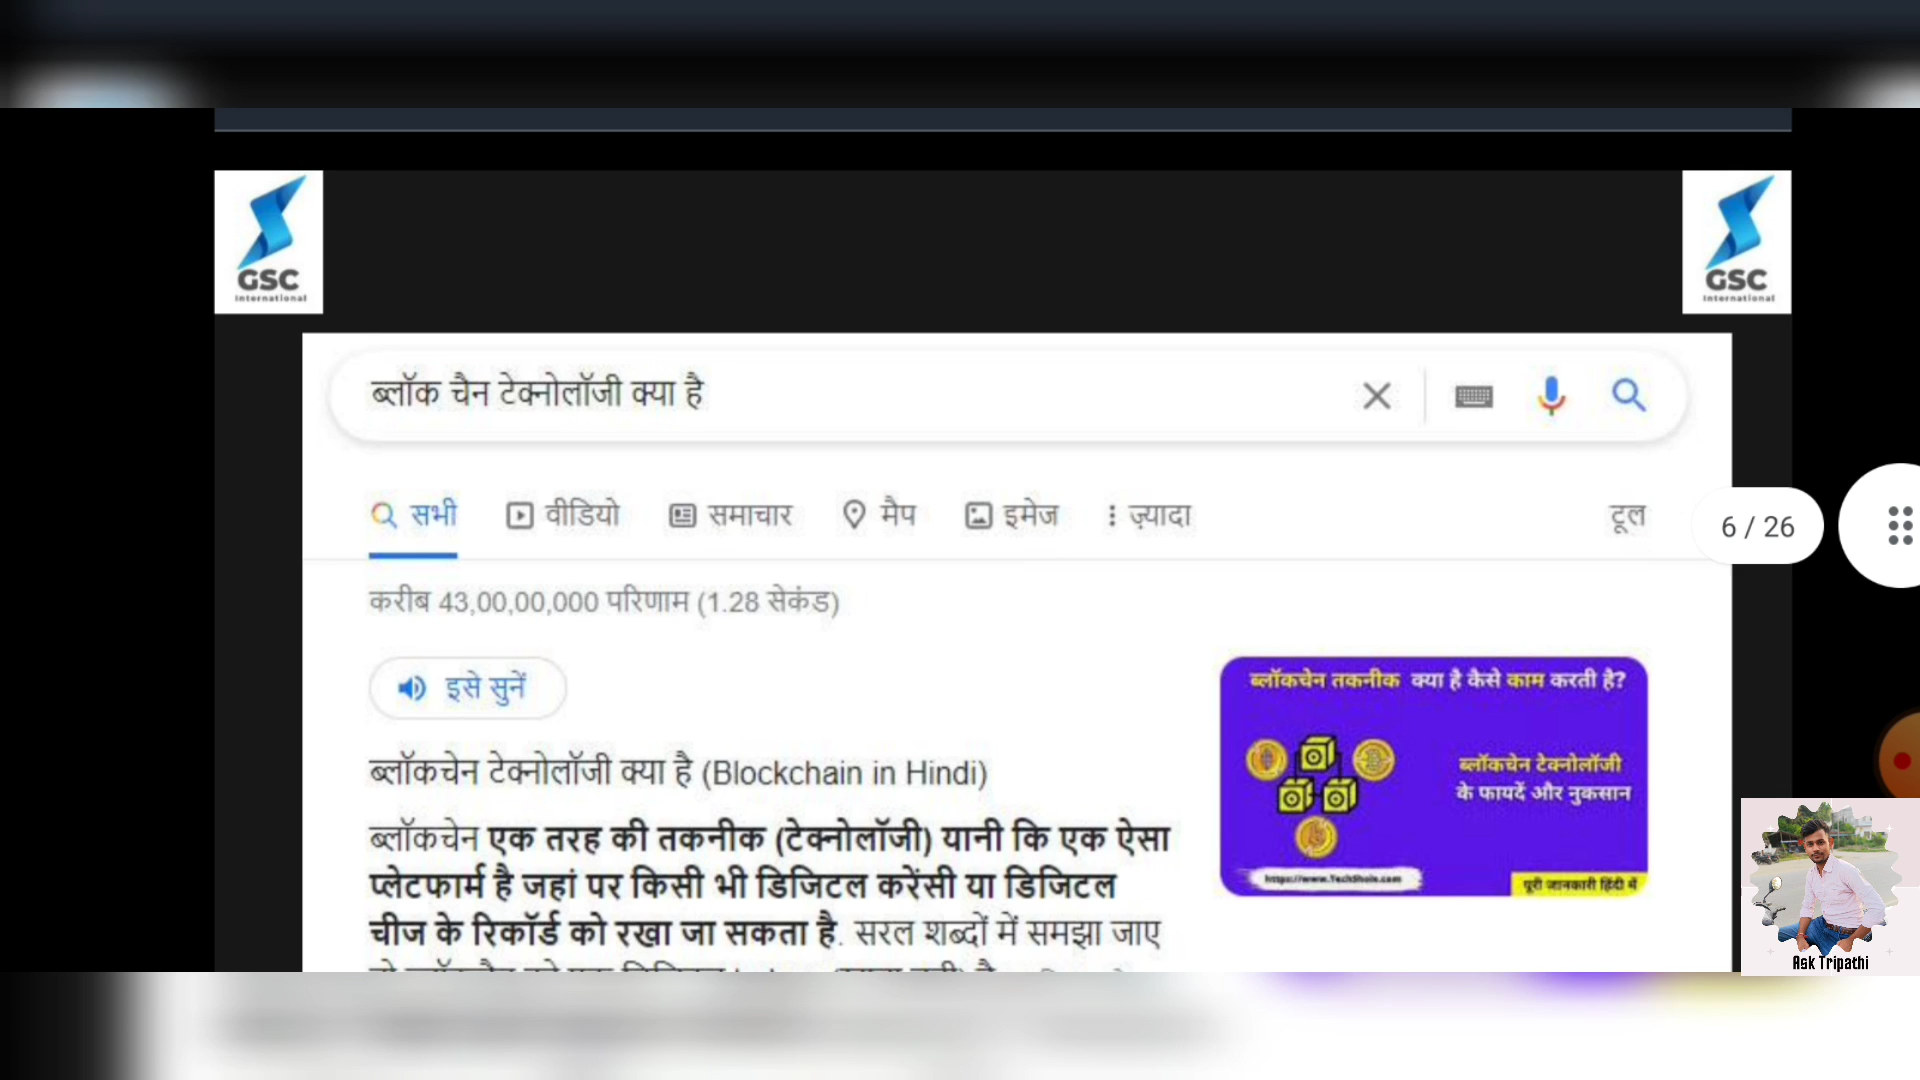 GSC
International
GSC
International
ब्लॉक चैन टेक्नोलॉजी क्या है
सभी वीडियो समाचार मैप इमेज ज़्यादा टूल
6 / 26
करीब 43,00,00,000 परिणाम (1.28 सेकंड)
इसे सुनें
ब्लॉकचेन टेक्नोलॉजी क्या है (Blockchain in Hindi)
ब्लॉकचेन एक तरह की तकनीक (टेक्नोलॉजी) यानी कि एक ऐसा
प्लेटफार्म है जहां पर किसी भी डिजिटल करेंसी या डिजिटल
चीज के रिकॉर्ड को रखा जा सकता है. सरल शब्दों में समझा जाए
ब्लॉकचेन तकनीक क्या है कैसे काम करती है?
ब्लॉकचेन टेक्नोलॉजी
के फायदें और नुकसान
पूरी जानकारी हिंदी में
Ask Tripathi